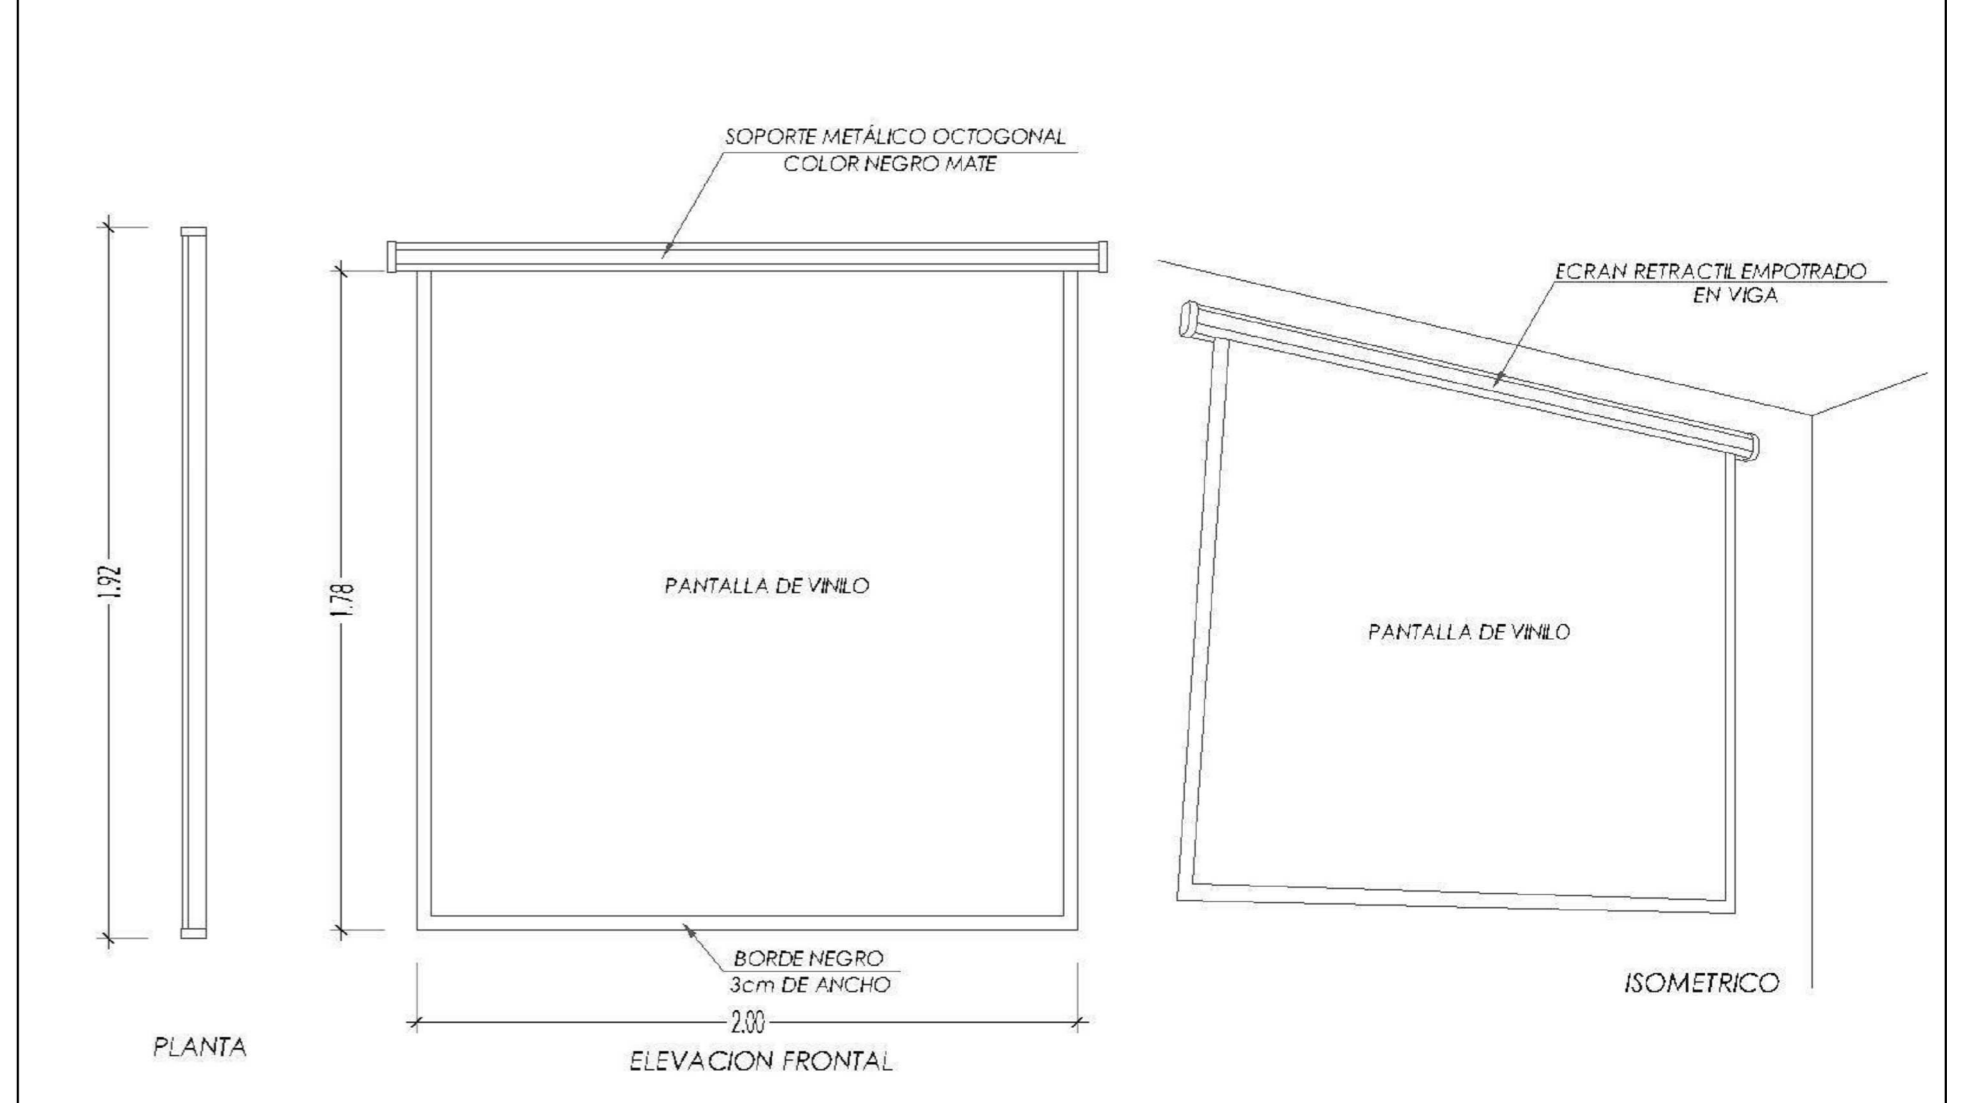 SOPORTE METÁLICO OCTOGONAL
COLOR NEGRO MATE
ECRAN RETRACTIL EMPOTRADO
EN VIGA
1.92
1.78
PANTALLA DE VINILO
PANTALLA DE VINILO
BORDE NEGRO
3cm DE ANCHO
2.00
ISOMETRICO
PLANTA
ELEVACION FRONTAL